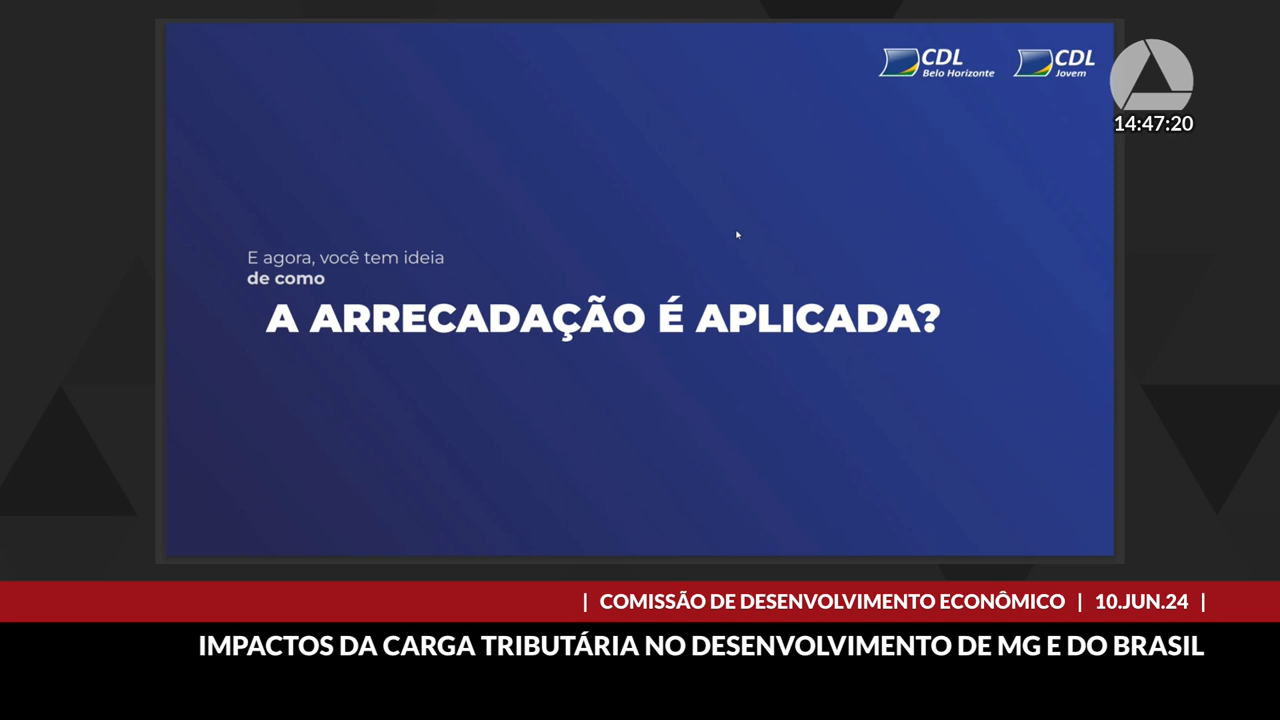 CDL
Belo Horizonte
CDL
Jovem
14:47:20
E agora, você tem ideia
de como
A ARRECADAÇÃO É APLICADA?
| COMISSÃO DE DESENVOLVIMENTO ECONÔMICO | 10.JUN.24 |
IMPACTOS DA CARGA TRIBUTÁRIA NO DESENVOLVIMENTO DE MG E DO BRASIL